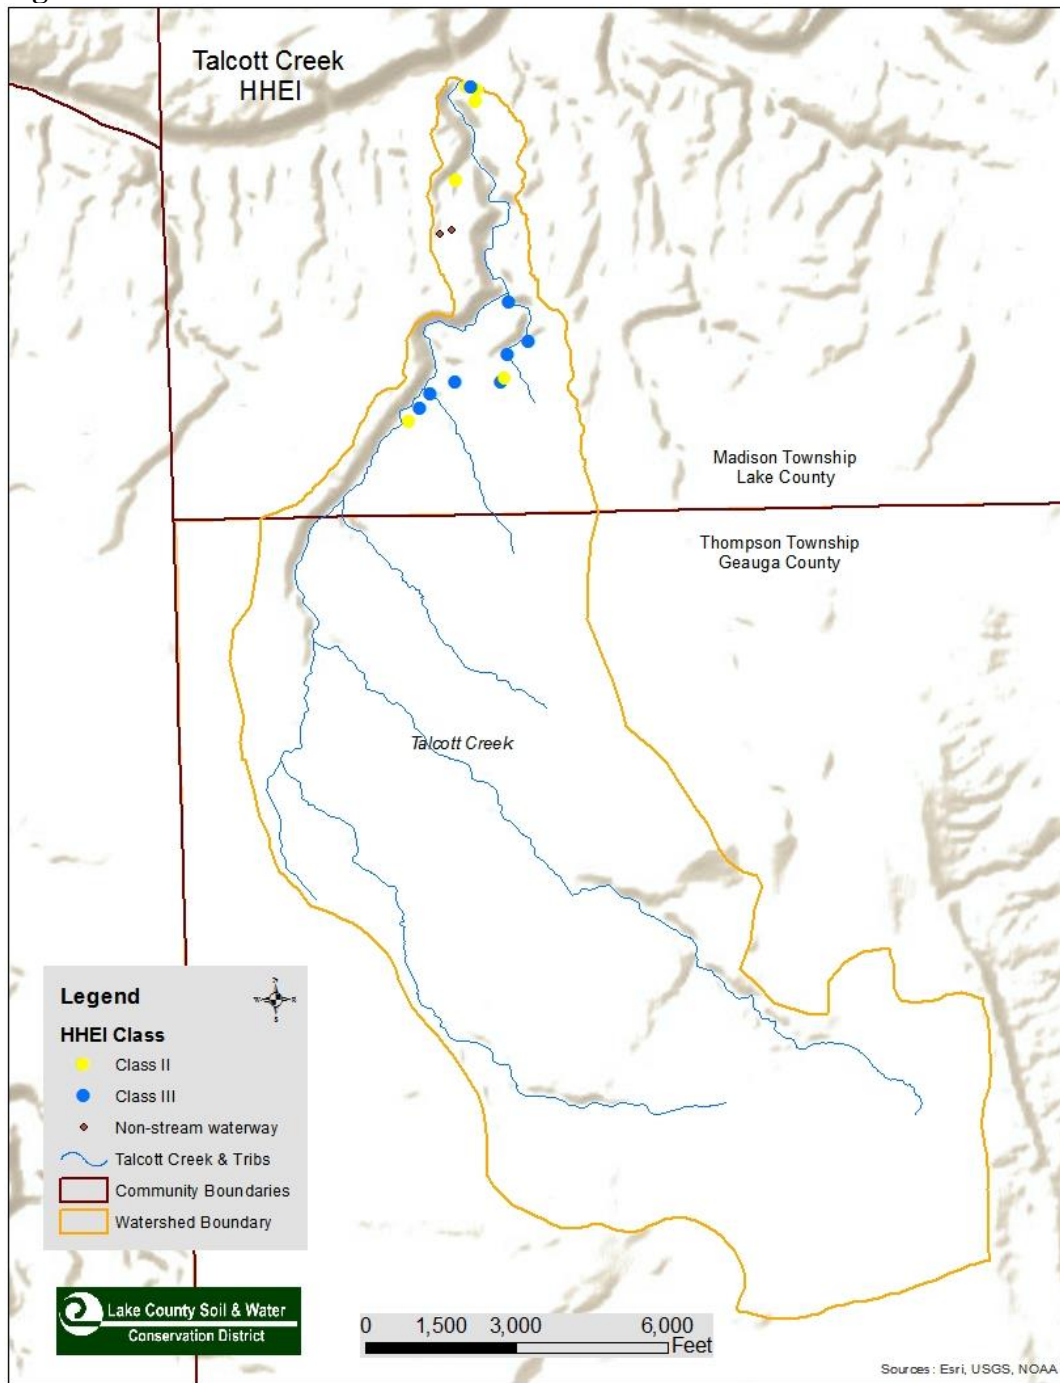 Talcott Creek
HHEI
Madison Township
Lake County
Thompson Township
Geauga County
Talcott Creek
Legend
N
W E
S
HHEI Class
Class II
Class III
Non-stream waterway
Talcott Creek & Tribs
Community Boundaries
Watershed Boundary
Lake County Soil & Water
Conservation District
0 1,500 3,000 6,000
Feet
Sources: Esri, USGS, NOAA